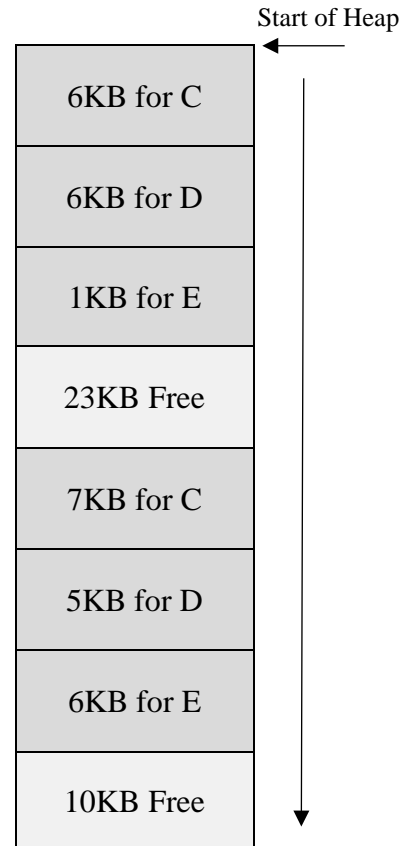 Start of Heap
6KB for C
6KB for D
1KB for E
23KB Free
7KB for C
5KB for D
6KB for E
10KB Free